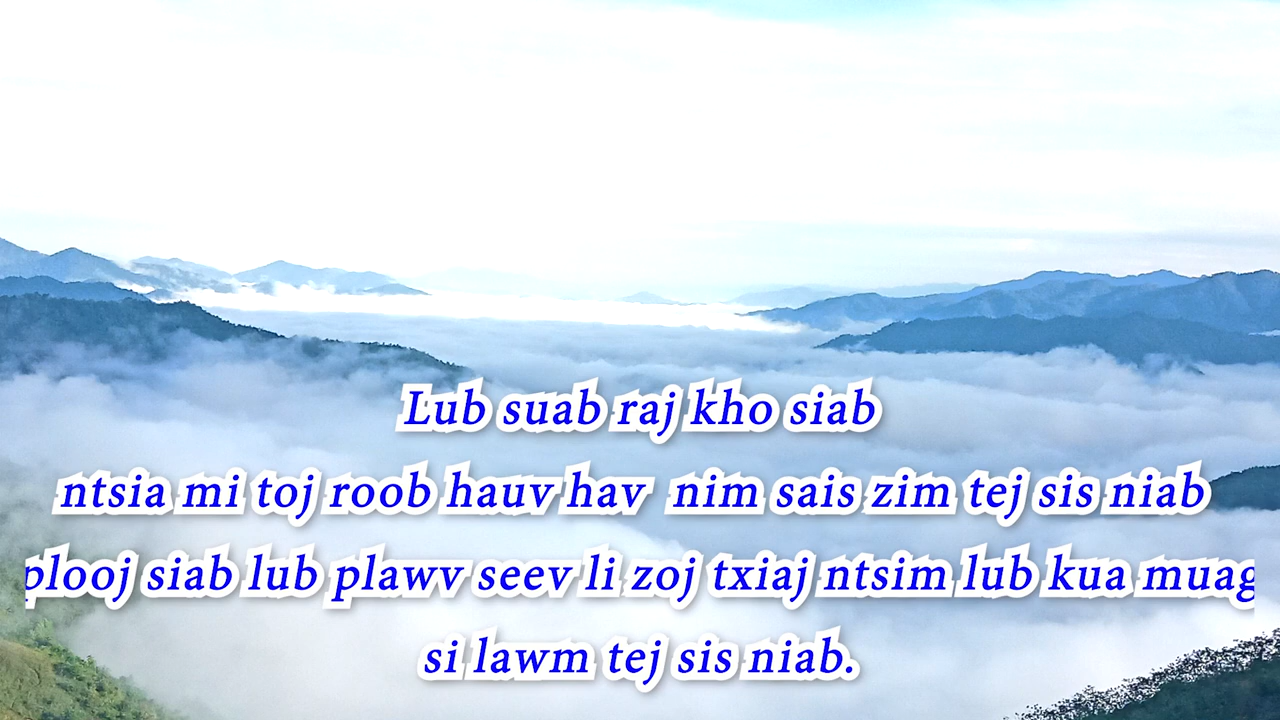 Lub suab raj kho siab
ntsia mi toj roob hauv hav nim sais zim tej sis niab
plooj siab lub plawv seev li zoj txiaj ntsim lub kua muag
si lawm tej sis niab.